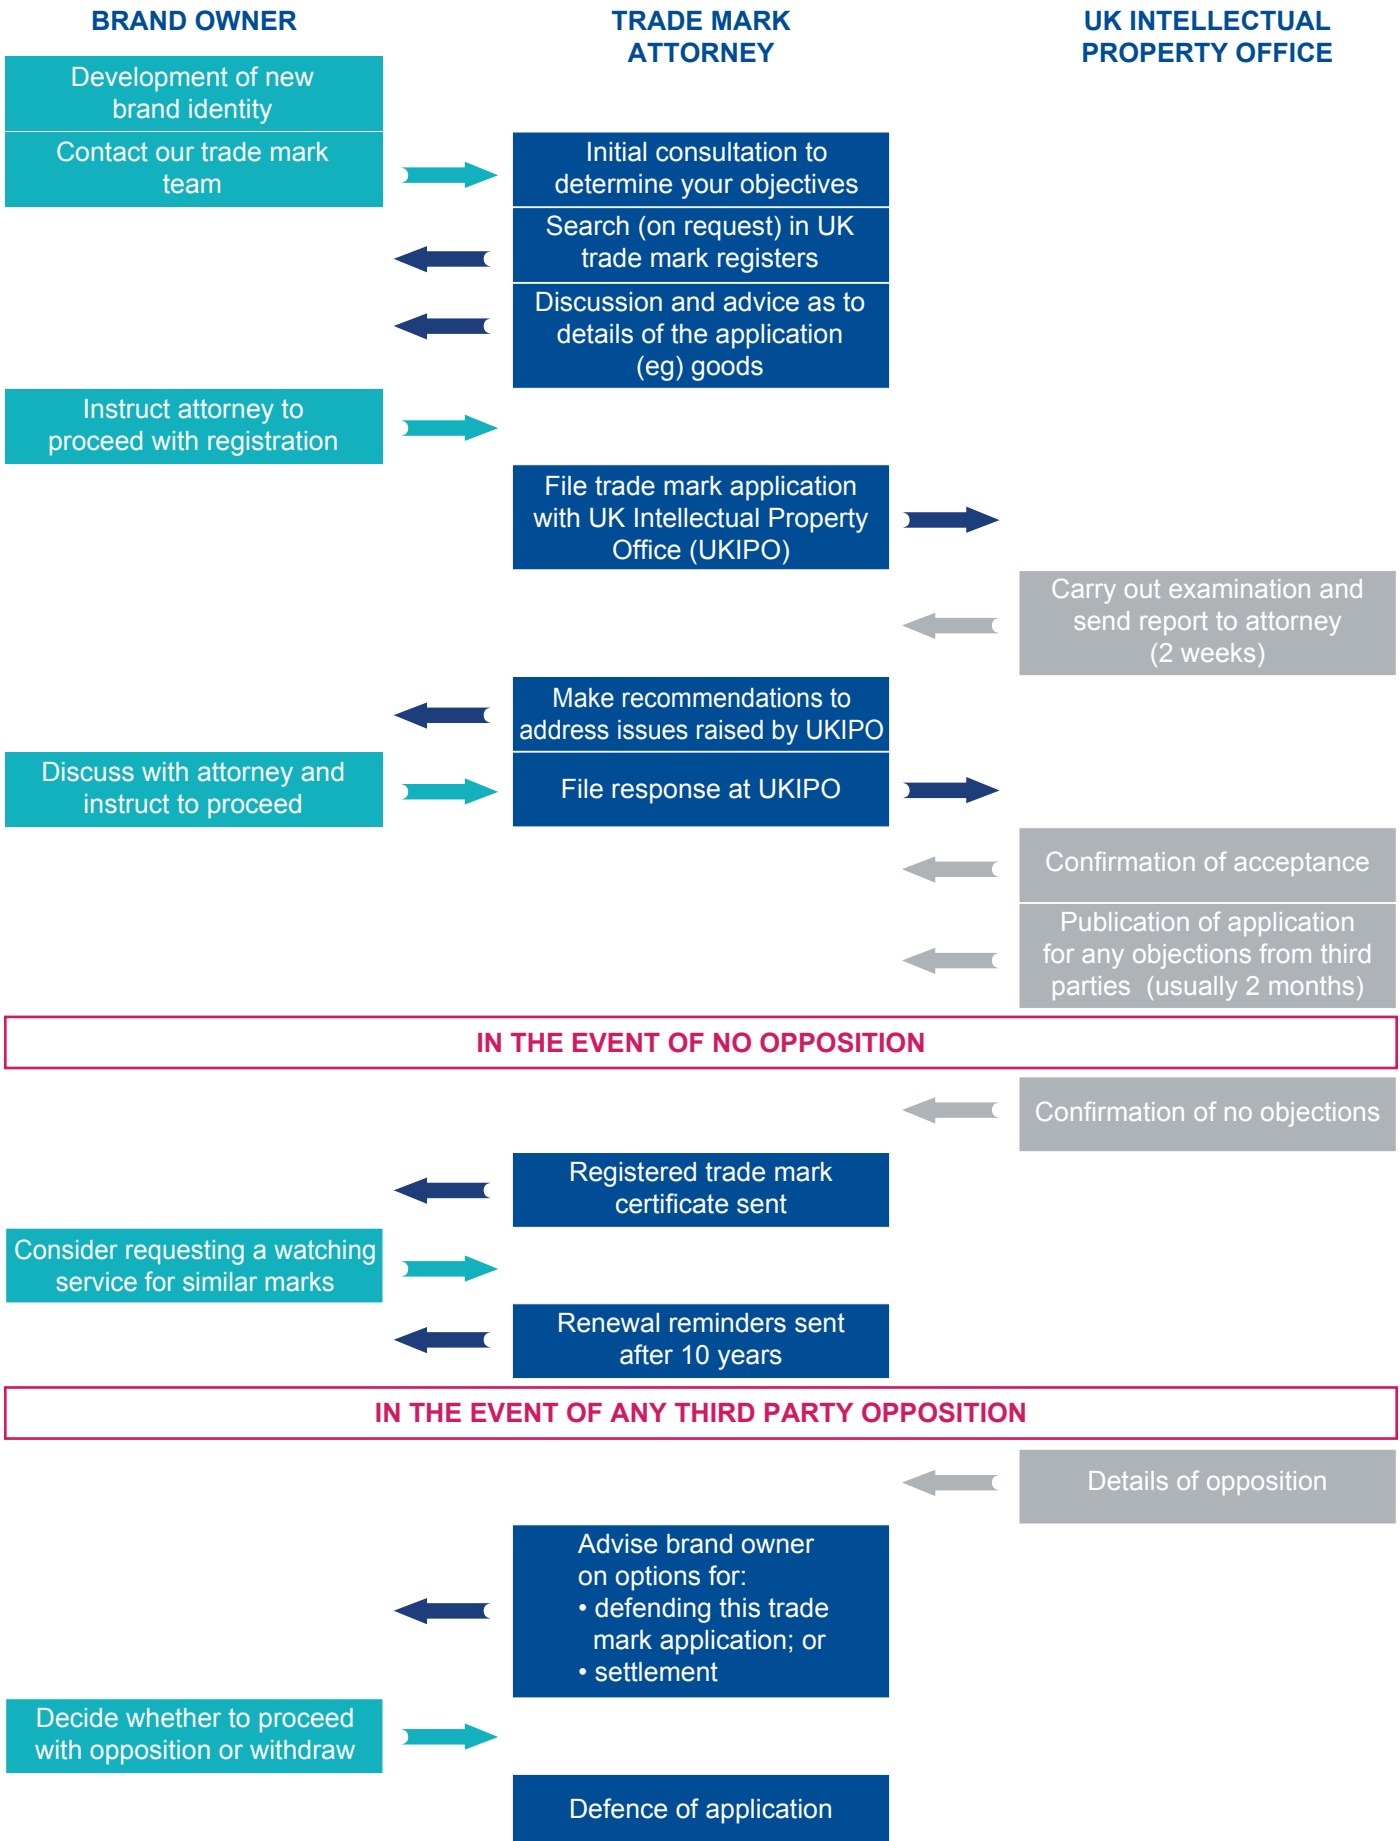 BRAND OWNER
TRADE MARK
ATTORNEY
UK INTELLECTUAL
PROPERTY OFFICE
Development of new
brand identity
Contact our trade mark
team
Initial consultation to
determine your objectives
Search (on request) in UK
trade mark registers
Discussion and advice as to
details of the application
(eg) goods
Instruct attorney to
proceed with registration
File trade mark application
with UK Intellectual Property
Office (UKIPO)
Carry out examination and
send report to attorney
(2 weeks)
Make recommendations to
address issues raised by UKIPO
Discuss with attorney and
instruct to proceed
File response at UKIPO
Confirmation of acceptance
Publication of application
for any objections from third
parties (usually 2 months)
IN THE EVENT OF NO OPPOSITION
Confirmation of no objections
Registered trade mark
certificate sent
Consider requesting a watching
service for similar marks
Renewal reminders sent
after 10 years
IN THE EVENT OF ANY THIRD PARTY OPPOSITION
Details of opposition
Advise brand owner
on options for:
• defending this trade
mark application; or
• settlement
Decide whether to proceed
with opposition or withdraw
Defence of application